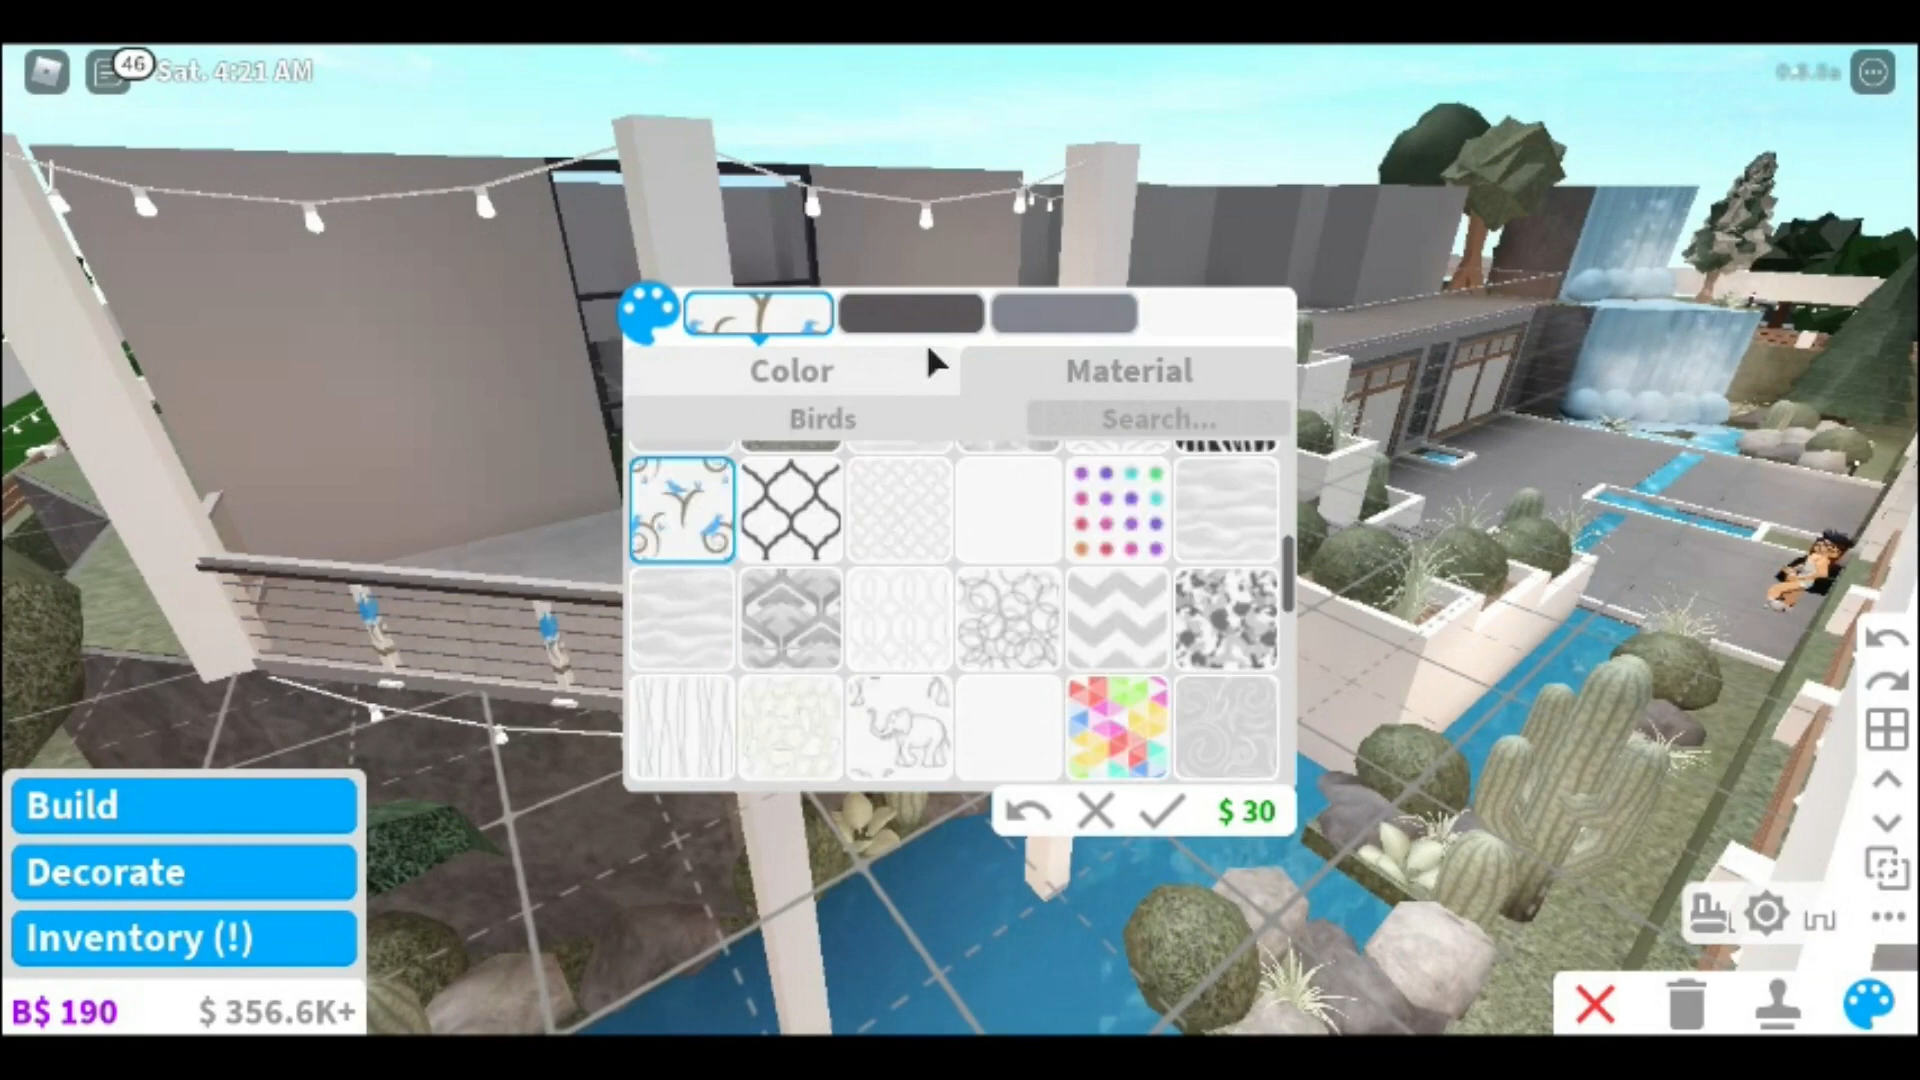 46
Sat. 4:21 AM
Color
Material
Birds
Search...
Build
Decorate
Inventory (!)
$ 30
B$ 190
$ 356.6K+